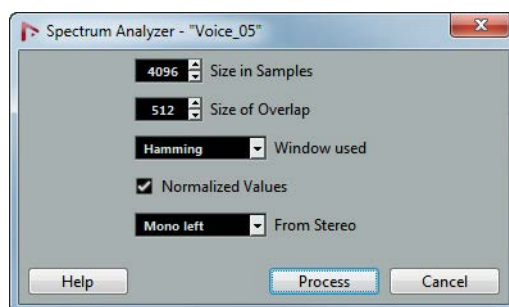 Spectrum Analyzer - "Voice_05"
4096 Size in Samples
512 Size of Overlap
Hamming Window used
Normalized Values
Mono left From Stereo
Help Process Cancel